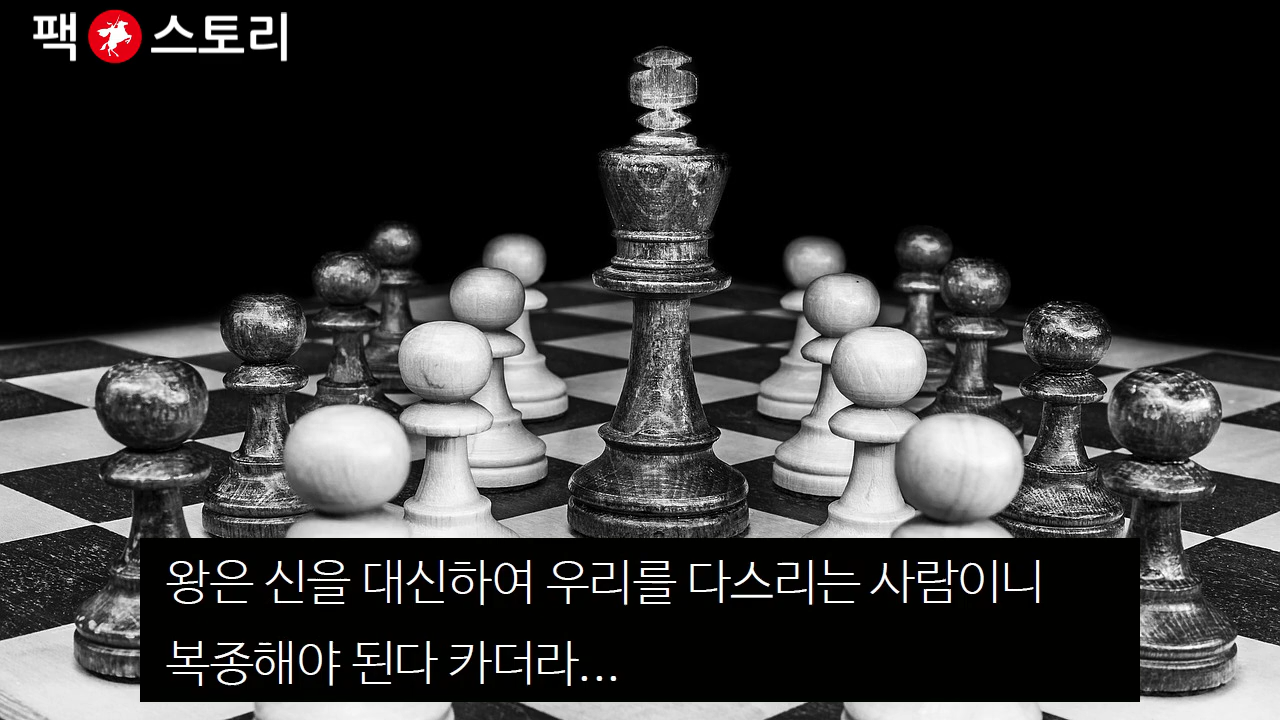 팩 스토리
왕은 신을 대신하여 우리를 다스리는 사람이니
복종해야 된다 카더라...